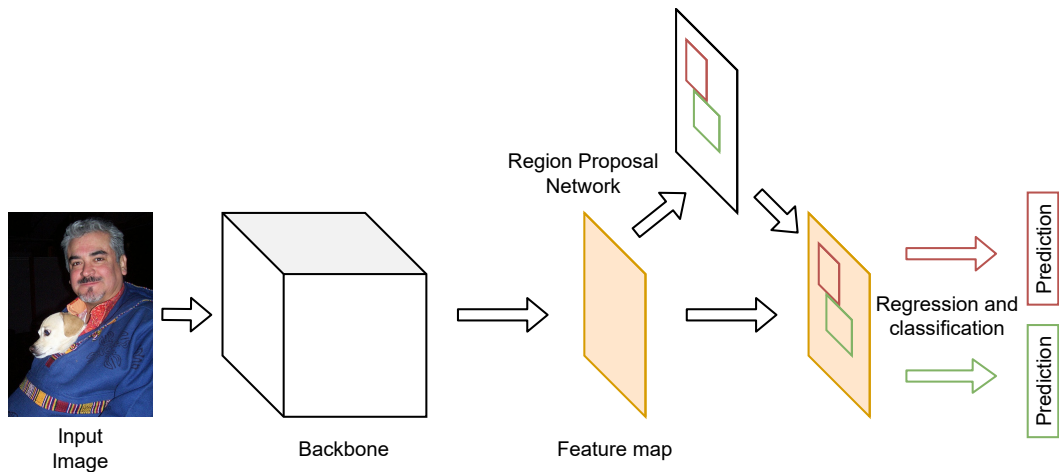 Region Proposal
Network
Input
Image
Backbone
Feature map
Regression and
classification
Prediction
Prediction